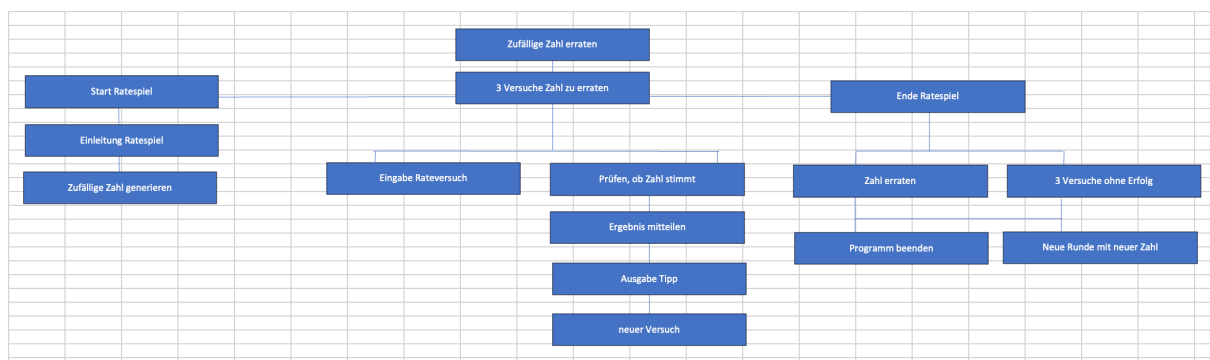 Zufällige Zahl erraten
Start Ratespiel
3 Versuche Zahl zu erraten
Ende Ratespiel
Einleitung Ratespiel
Zufällige Zahl generieren
Eingabe Rateversuch
Prüfen, ob Zahl stimmt
Zahl erraten
3 Versuche ohne Erfolg
Ergebnis mitteilen
Programm beenden
Neue Runde mit neuer Zahl
Ausgabe Tipp
neuer Versuch